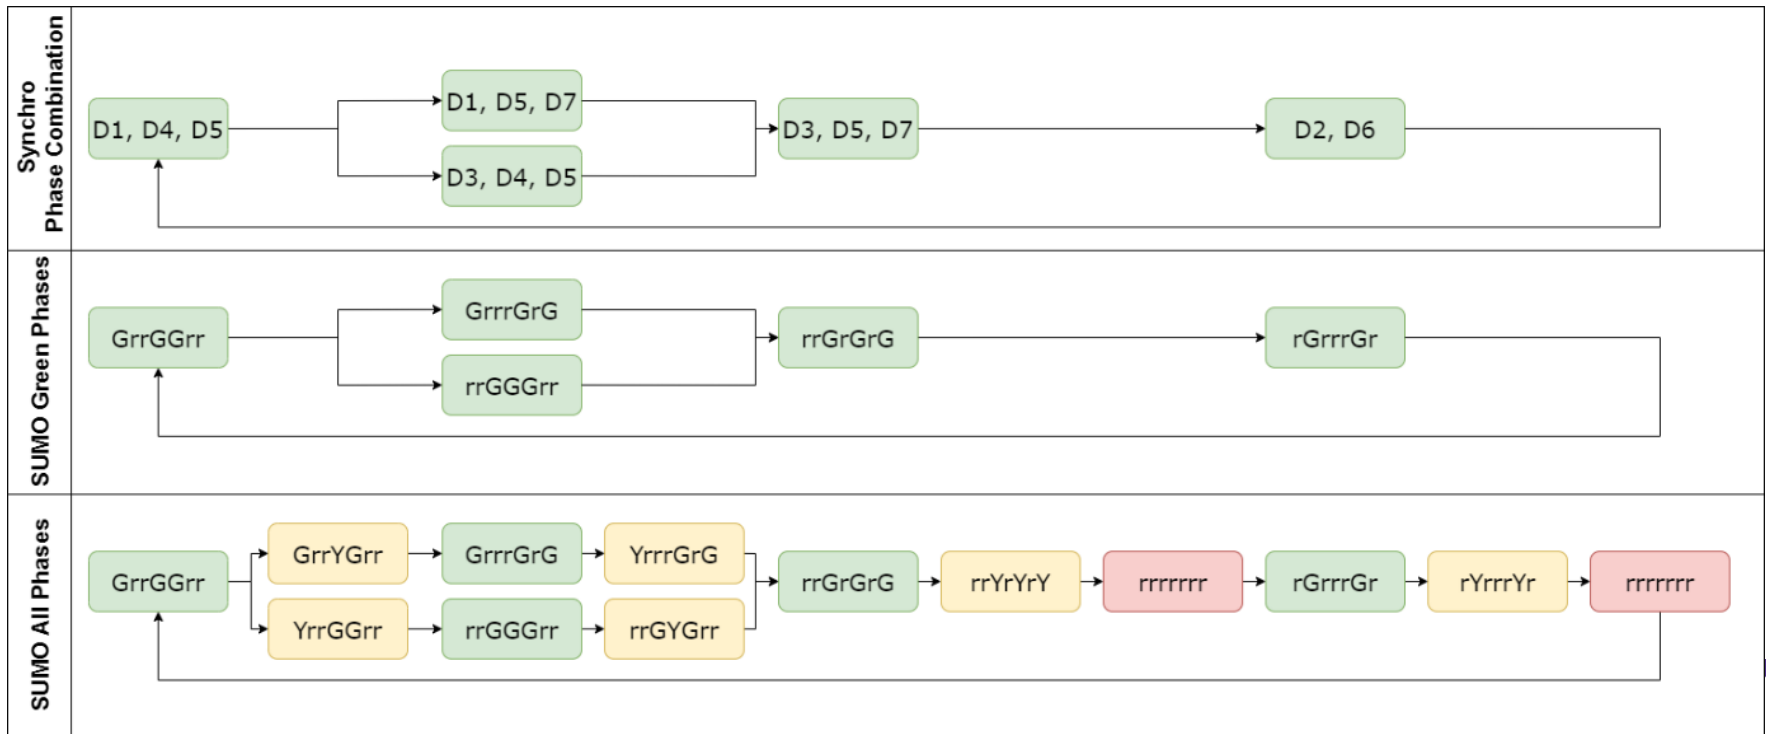 Synchro
Phase Combination
D1, D4, D5
D1, D5, D7
D3, D4, D5
D3, D5, D7
D2, D6
SUMO Green Phases
GrrGGrr
GrrrGrG
rrGGGrr
rrGrGrG
rGrrrGr
SUMO All Phases
GrrGGrr
GrrYGrr
GrrrGrG
YrrrGrG
YrrGGrr
rrGGGrr
rrGYGrr
rrGrGrG
rrYrYrY
rrrrrrr
rGrrrGr
rYrrrYr
rrrrrrr